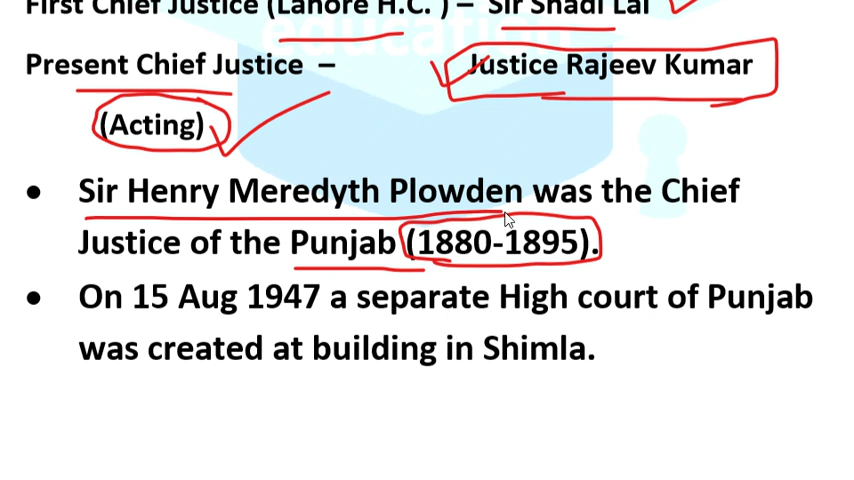 First Chief Justice (Lahore H.C. ) – Sir Shadi Lal
education
Present Chief Justice – Justice Rajeev Kumar
(Acting)
• Sir Henry Meredyth Plowden was the Chief
Justice of the Punjab (1880-1895).
• On 15 Aug 1947 a separate High court of Punjab
was created at building in Shimla.